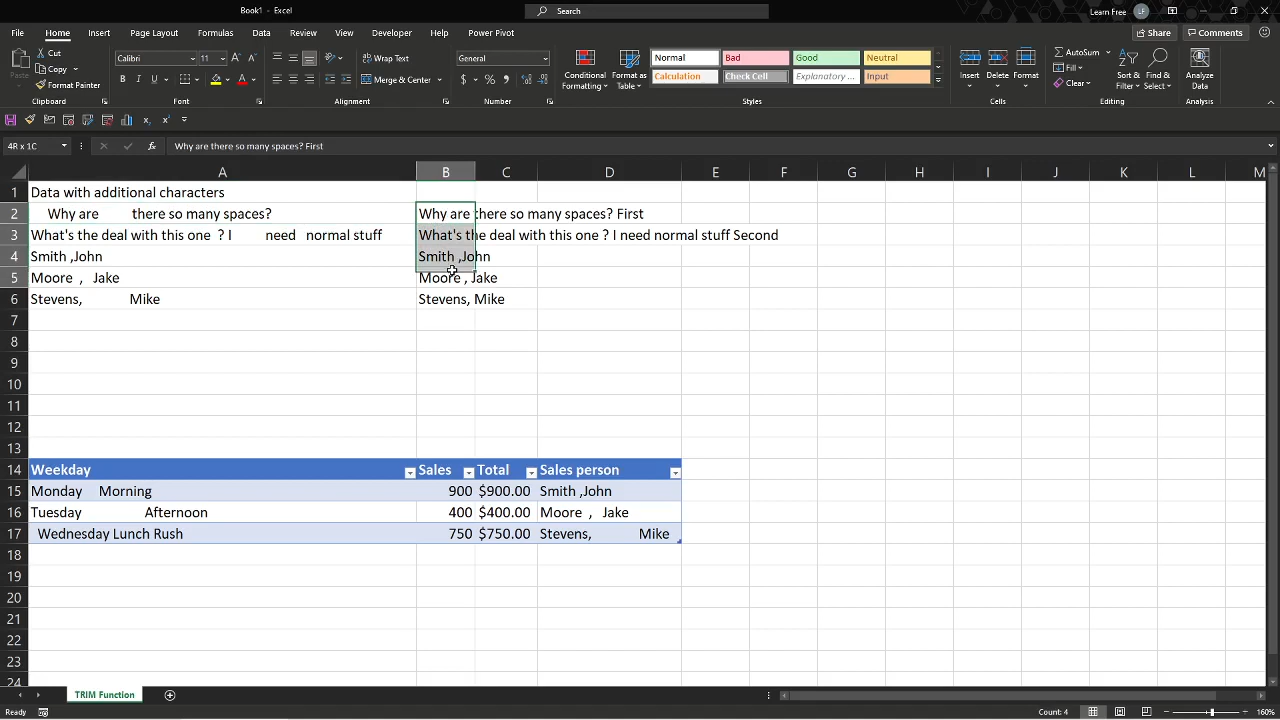 Book1 - Excel
Search
Learn Free LF
File Home Insert Page Layout Formulas Data Review View Developer Help Power Pivot Share Comments
Paste Cut Copy Format Painter Clipboard
Calibri 11 B I U Font
Wrap Text Merge & Center Alignment
General $ % Number
Conditional Formatting Format as Table Normal Bad Good Neutral Calculation Check Cell Explanatory ... Input Styles
Insert Delete Format Cells
AutoSum Fill Clear Sort & Filter Find & Select Editing
Analyze Data Analysis
4R x 1C fx Why are there so many spaces? First
A B C D E F G H I J K L M
1 Data with additional characters
2 Why are there so many spaces? Why are there so many spaces? First
3 What's the deal with this one ? I need normal stuff What's the deal with this one ? I need normal stuff Second
4 Smith ,John Smith ,John
5 Moore , Jake Moore , Jake
6 Stevens, Mike Stevens, Mike
7
8
9
10
11
12
13
14 Weekday Sales Total Sales person
15 Monday Morning 900 $900.00 Smith ,John
16 Tuesday Afternoon 400 $400.00 Moore , Jake
17 Wednesday Lunch Rush 750 $750.00 Stevens, Mike
18
19
20
21
22
23
24
TRIM Function
Ready Count: 4 160%